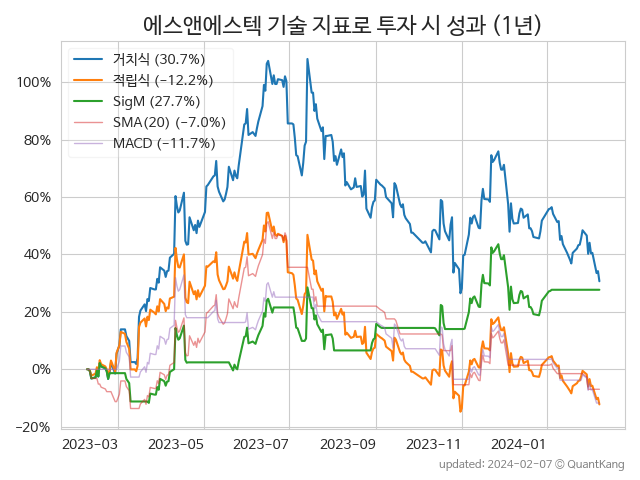 에스앤에스텍 기술 지표로 투자 시 성과 (1년)
거치식 (30.7%)
적립식 (−12.2%)
SigM (27.7%)
SMA(20) (−7.0%)
MACD (−11.7%)
100%
80%
60%
40%
20%
0%
−20%
2023-03 2023-05 2023-07 2023-09 2023-11 2024-01
updated: 2024-02-07 © QuantKang